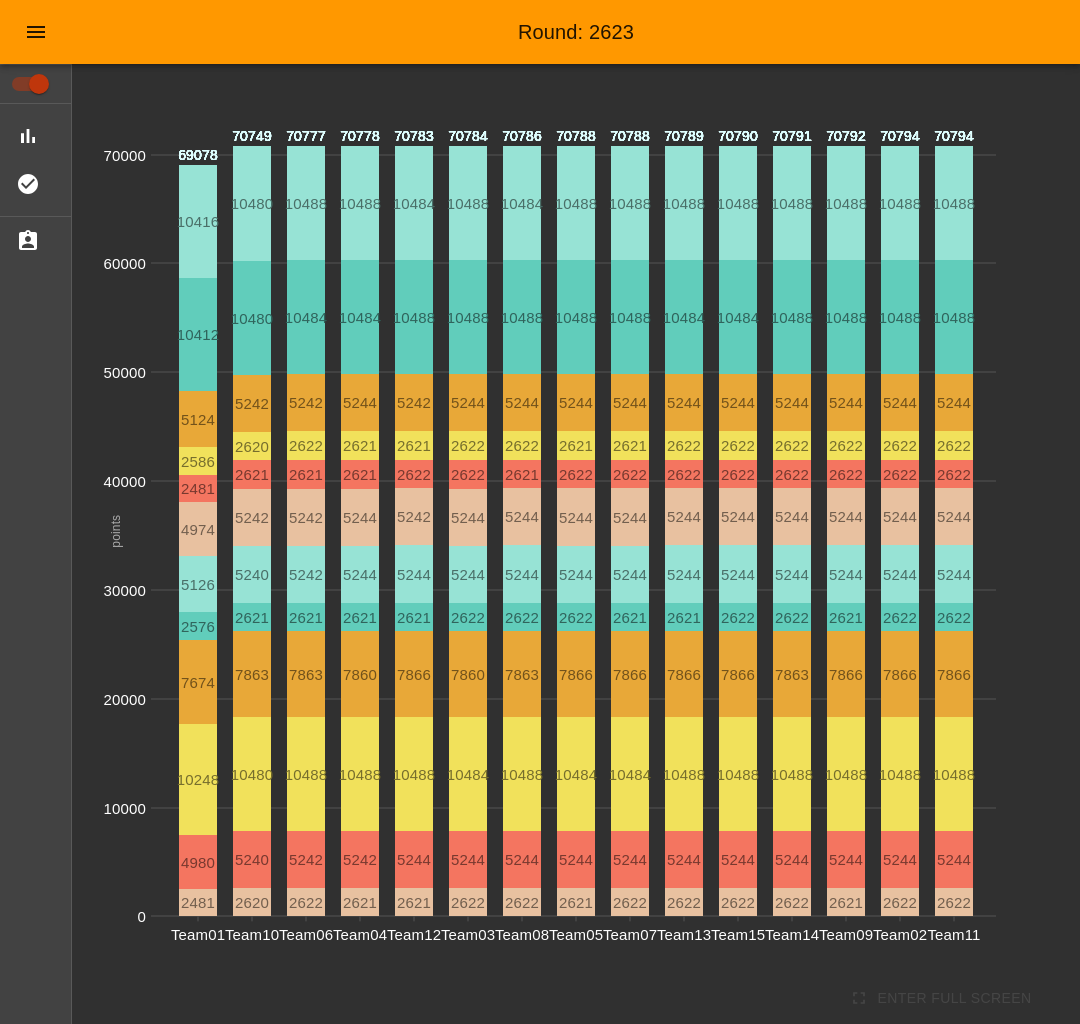 Round: 2623
69078 70749 70777 70778 70783 70784 70786 70788 70788 70789 70790 70791 70792 70794 70794
70000
10416 10480 10488 10488 10484 10488 10484 10488 10488 10488 10488 10488 10488 10488 10488
60000
10412 10480 10484 10484 10488 10488 10488 10488 10488 10484 10484 10488 10488 10488 10488
50000
5124 5242 5242 5244 5242 5244 5244 5244 5244 5244 5244 5244 5244 5244 5244
2586 2620 2622 2621 2621 2622 2622 2621 2621 2622 2622 2622 2622 2622 2622
2481 2621 2621 2621 2622 2622 2621 2622 2622 2622 2622 2622 2622 2622 2622
40000
4974 5242 5242 5244 5242 5244 5244 5244 5244 5244 5244 5244 5244 5244 5244
points
5126 5240 5242 5244 5244 5244 5244 5244 5244 5244 5244 5244 5244 5244 5244
30000
2576 2621 2621 2621 2621 2622 2622 2622 2622 2621 2622 2622 2621 2622 2622
7674 7863 7863 7860 7866 7860 7863 7866 7866 7866 7866 7863 7866 7866 7866
20000
10248 10480 10488 10488 10488 10484 10488 10484 10484 10488 10488 10488 10488 10488 10488
10000
4980 5240 5242 5242 5244 5244 5244 5244 5244 5244 5244 5244 5244 5244 5244
2481 2620 2622 2621 2621 2622 2622 2621 2622 2622 2622 2622 2621 2622 2622
0
Team01 Team10 Team06 Team04 Team12 Team03 Team08 Team05 Team07 Team13 Team15 Team14 Team09 Team02 Team11
ENTER FULL SCREEN